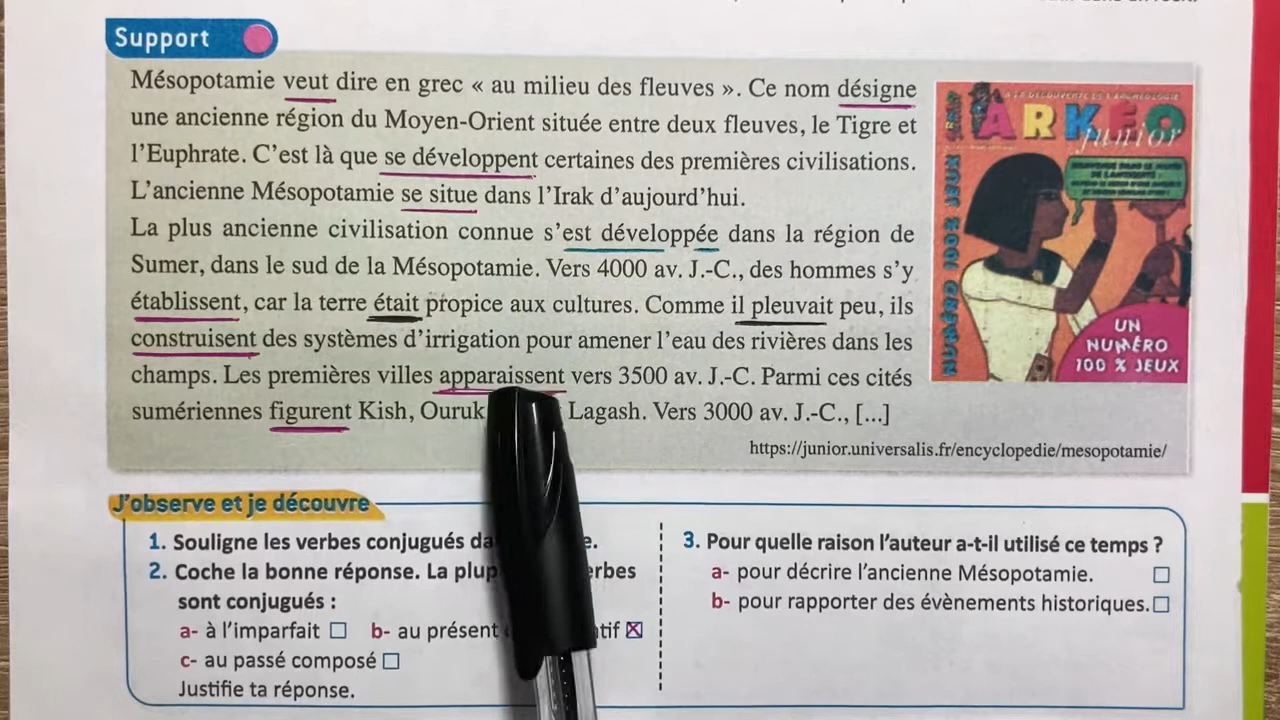 Support
Mésopotamie veut dire en grec « au milieu des fleuves ». Ce nom désigne
une ancienne région du Moyen-Orient située entre deux fleuves, le Tigre et
l'Euphrate. C'est là que se développent certaines des premières civilisations.
L'ancienne Mésopotamie se situe dans l'Irak d'aujourd'hui.
La plus ancienne civilisation connue s'est développée dans la région de
Sumer, dans le sud de la Mésopotamie. Vers 4000 av. J.-C., des hommes s'y
établissent, car la terre était propice aux cultures. Comme il pleuvait peu, ils
construisent des systèmes d'irrigation pour amener l'eau des rivières dans les
champs. Les premières villes apparaissent vers 3500 av. J.-C. Parmi ces cités
sumériennes figurent Kish, Ouruk Lagash. Vers 3000 av. J.-C., [...]
https://junior.universalis.fr/encyclopedie/mesopotamie/
A LA DÉCOUVERTE DE L'ARCHÉOLOGIE
ARKEO
junior
NUMÉRO 100% JEUX
UN
NUMÉRO
100 % JEUX
J'observe et je découvre
1. Souligne les verbes conjugués
2. Coche la bonne réponse. La
sont conjugués :
a- à l'imparfait b- au présent
c- au passé composé
Justifie ta réponse.
3. Pour quelle raison l'auteur a-t-il utilisé ce temps ?
a- pour décrire l'ancienne Mésopotamie.
b- pour rapporter des évènements historiques.